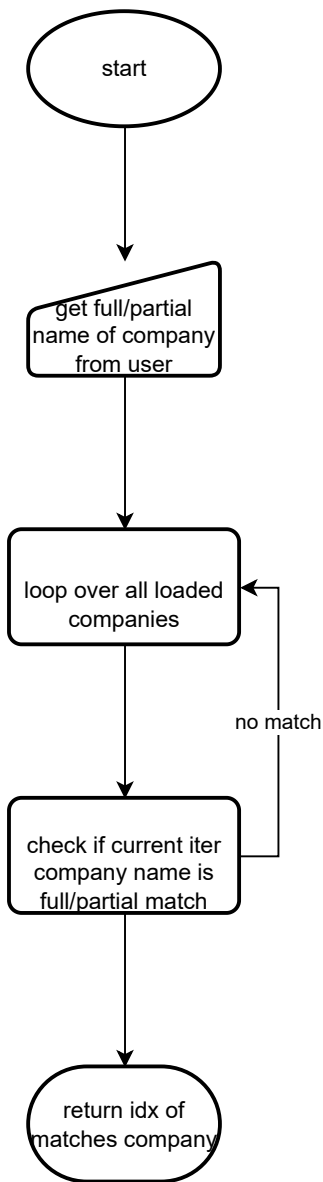 start
get full/partial
name of company
from user
loop over all loaded
companies
no match
check if current iter
company name is
full/partial match
return idx of
matches company